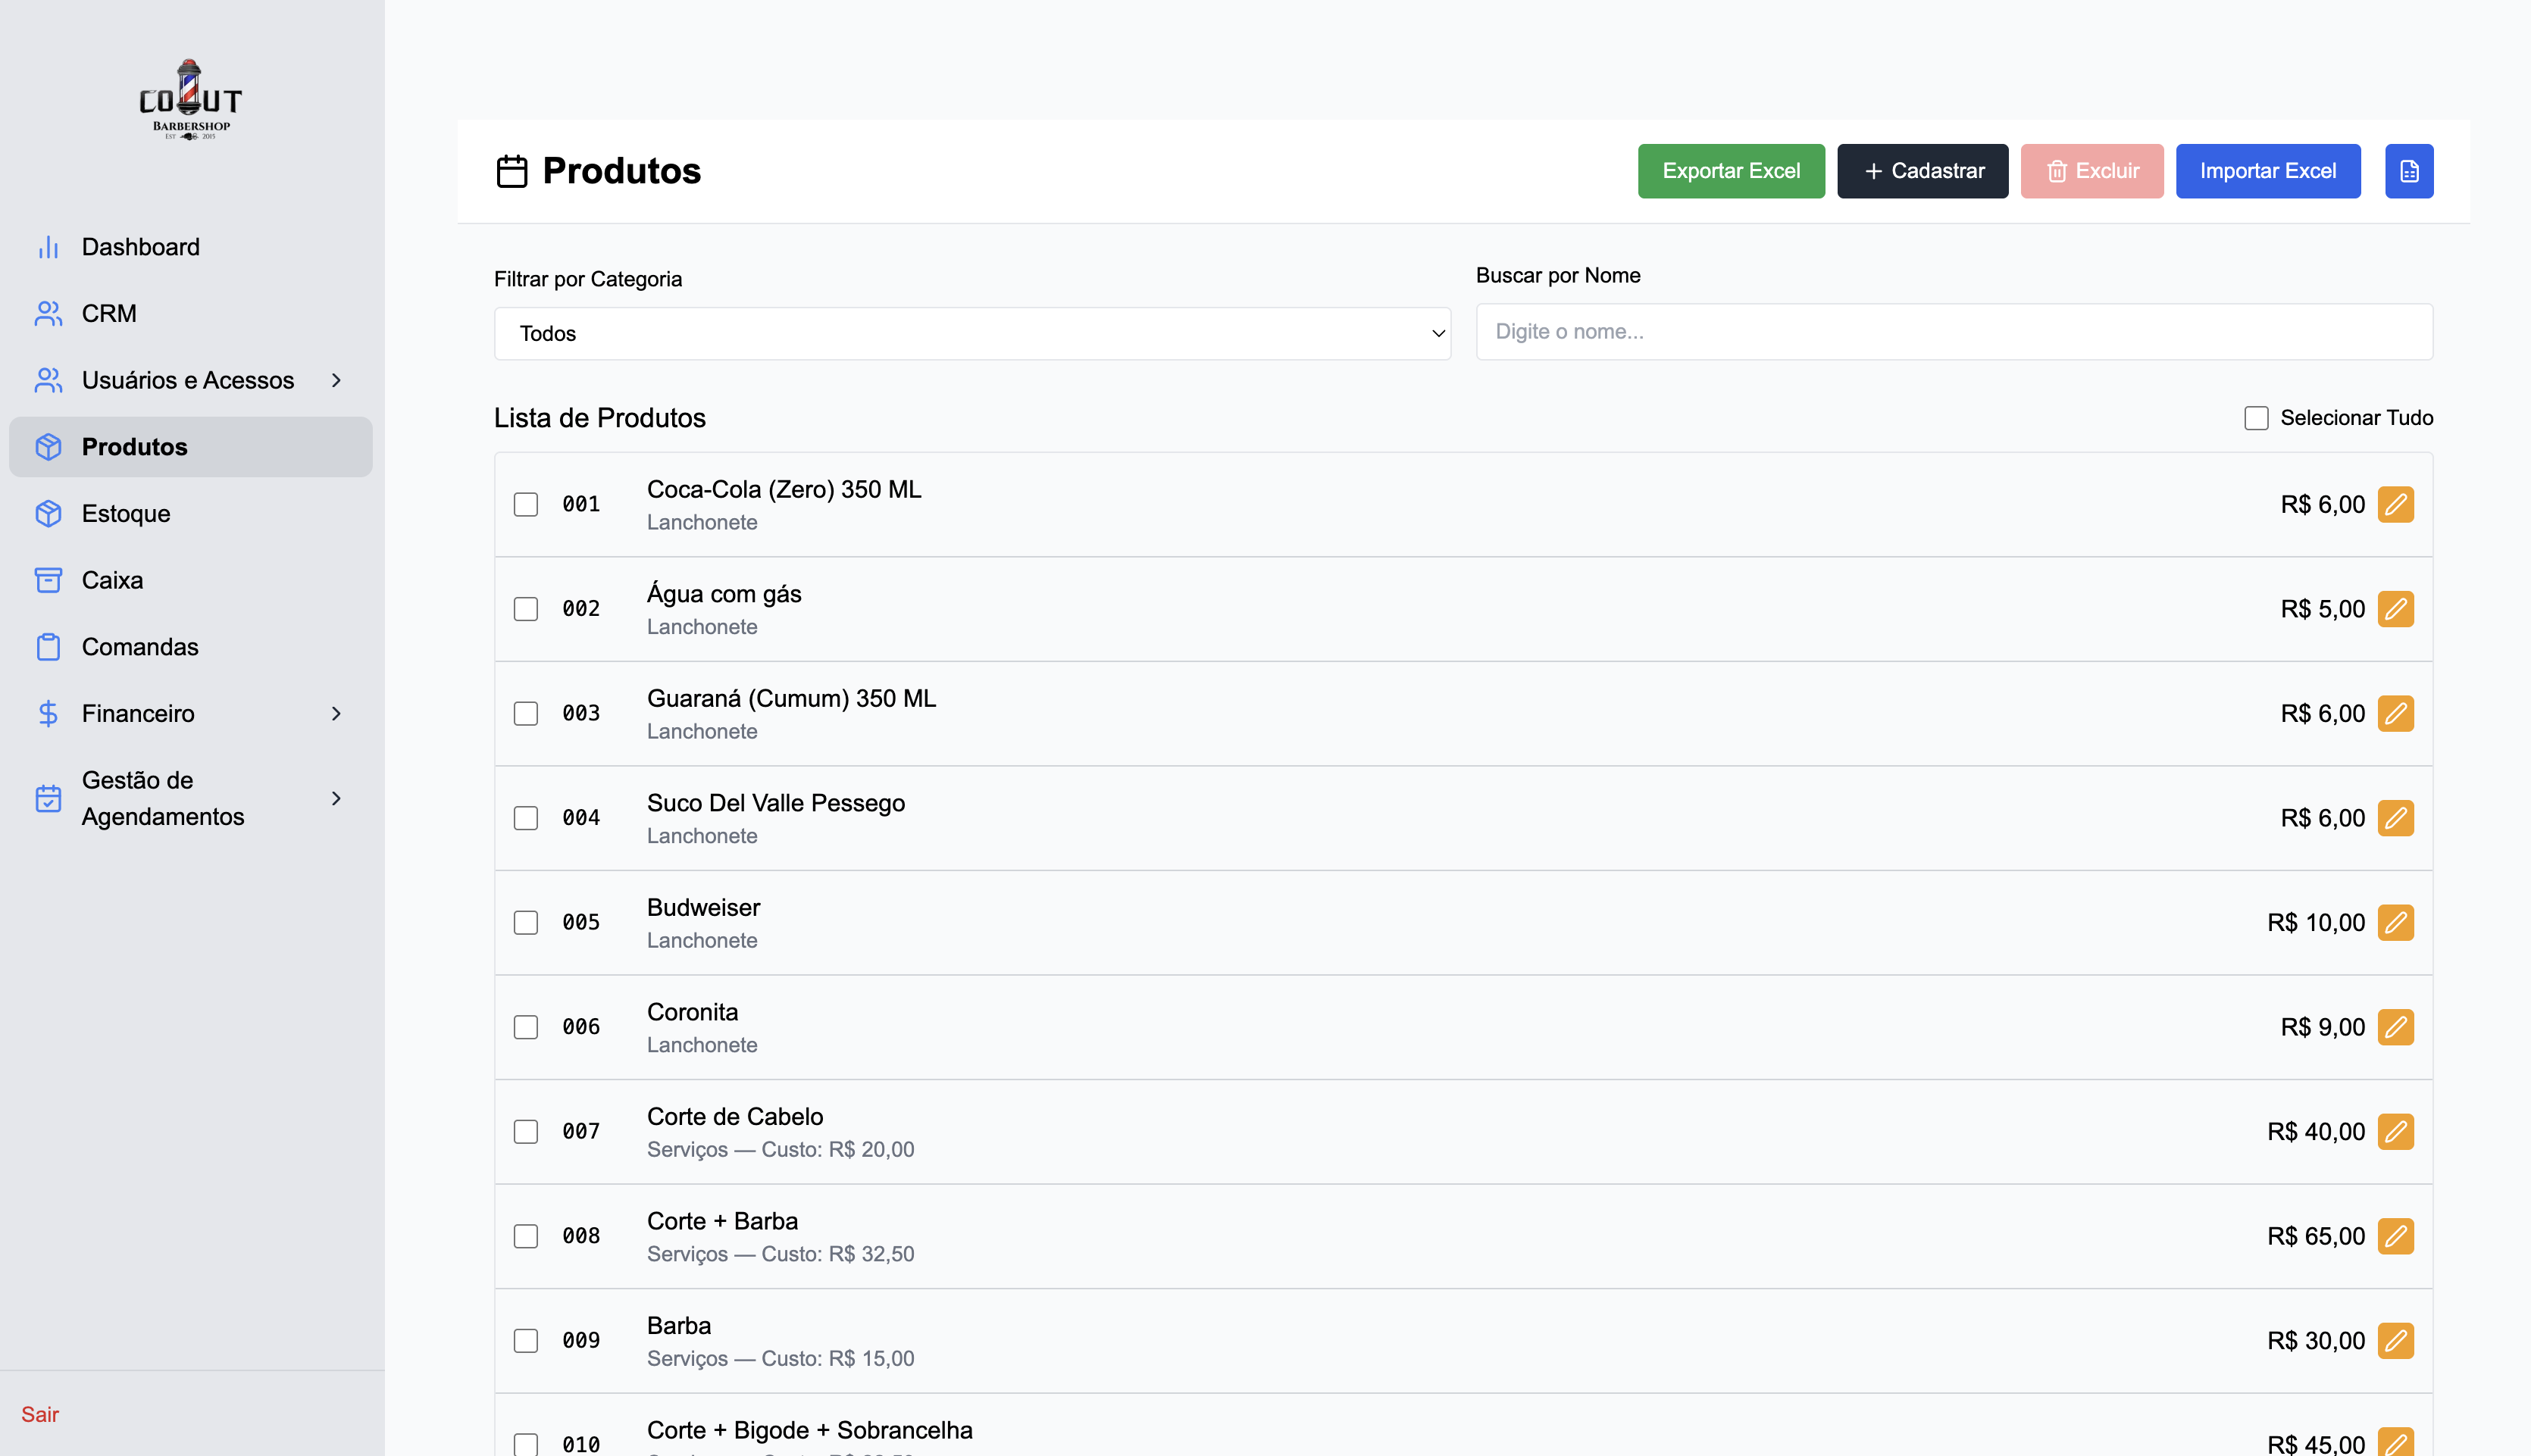 CO UT
BARBERSHOP
EST 2015
Dashboard
CRM
Usuários e Acessos
Produtos
Estoque
Caixa
Comandas
Financeiro
Gestão de
Agendamentos
Sair
Produtos
Exportar Excel
Cadastrar
Excluir
Importar Excel
Filtrar por Categoria
Todos
Buscar por Nome
Digite o nome...
Lista de Produtos
Selecionar Tudo
001 Coca-Cola (Zero) 350 ML R$ 6,00
Lanchonete
002 Água com gás R$ 5,00
Lanchonete
003 Guaraná (Cumum) 350 ML R$ 6,00
Lanchonete
004 Suco Del Valle Pessego R$ 6,00
Lanchonete
005 Budweiser R$ 10,00
Lanchonete
006 Coronita R$ 9,00
Lanchonete
007 Corte de Cabelo R$ 40,00
Serviços — Custo: R$ 20,00
008 Corte + Barba R$ 65,00
Serviços — Custo: R$ 32,50
009 Barba R$ 30,00
Serviços — Custo: R$ 15,00
010 Corte + Bigode + Sobrancelha R$ 45,00